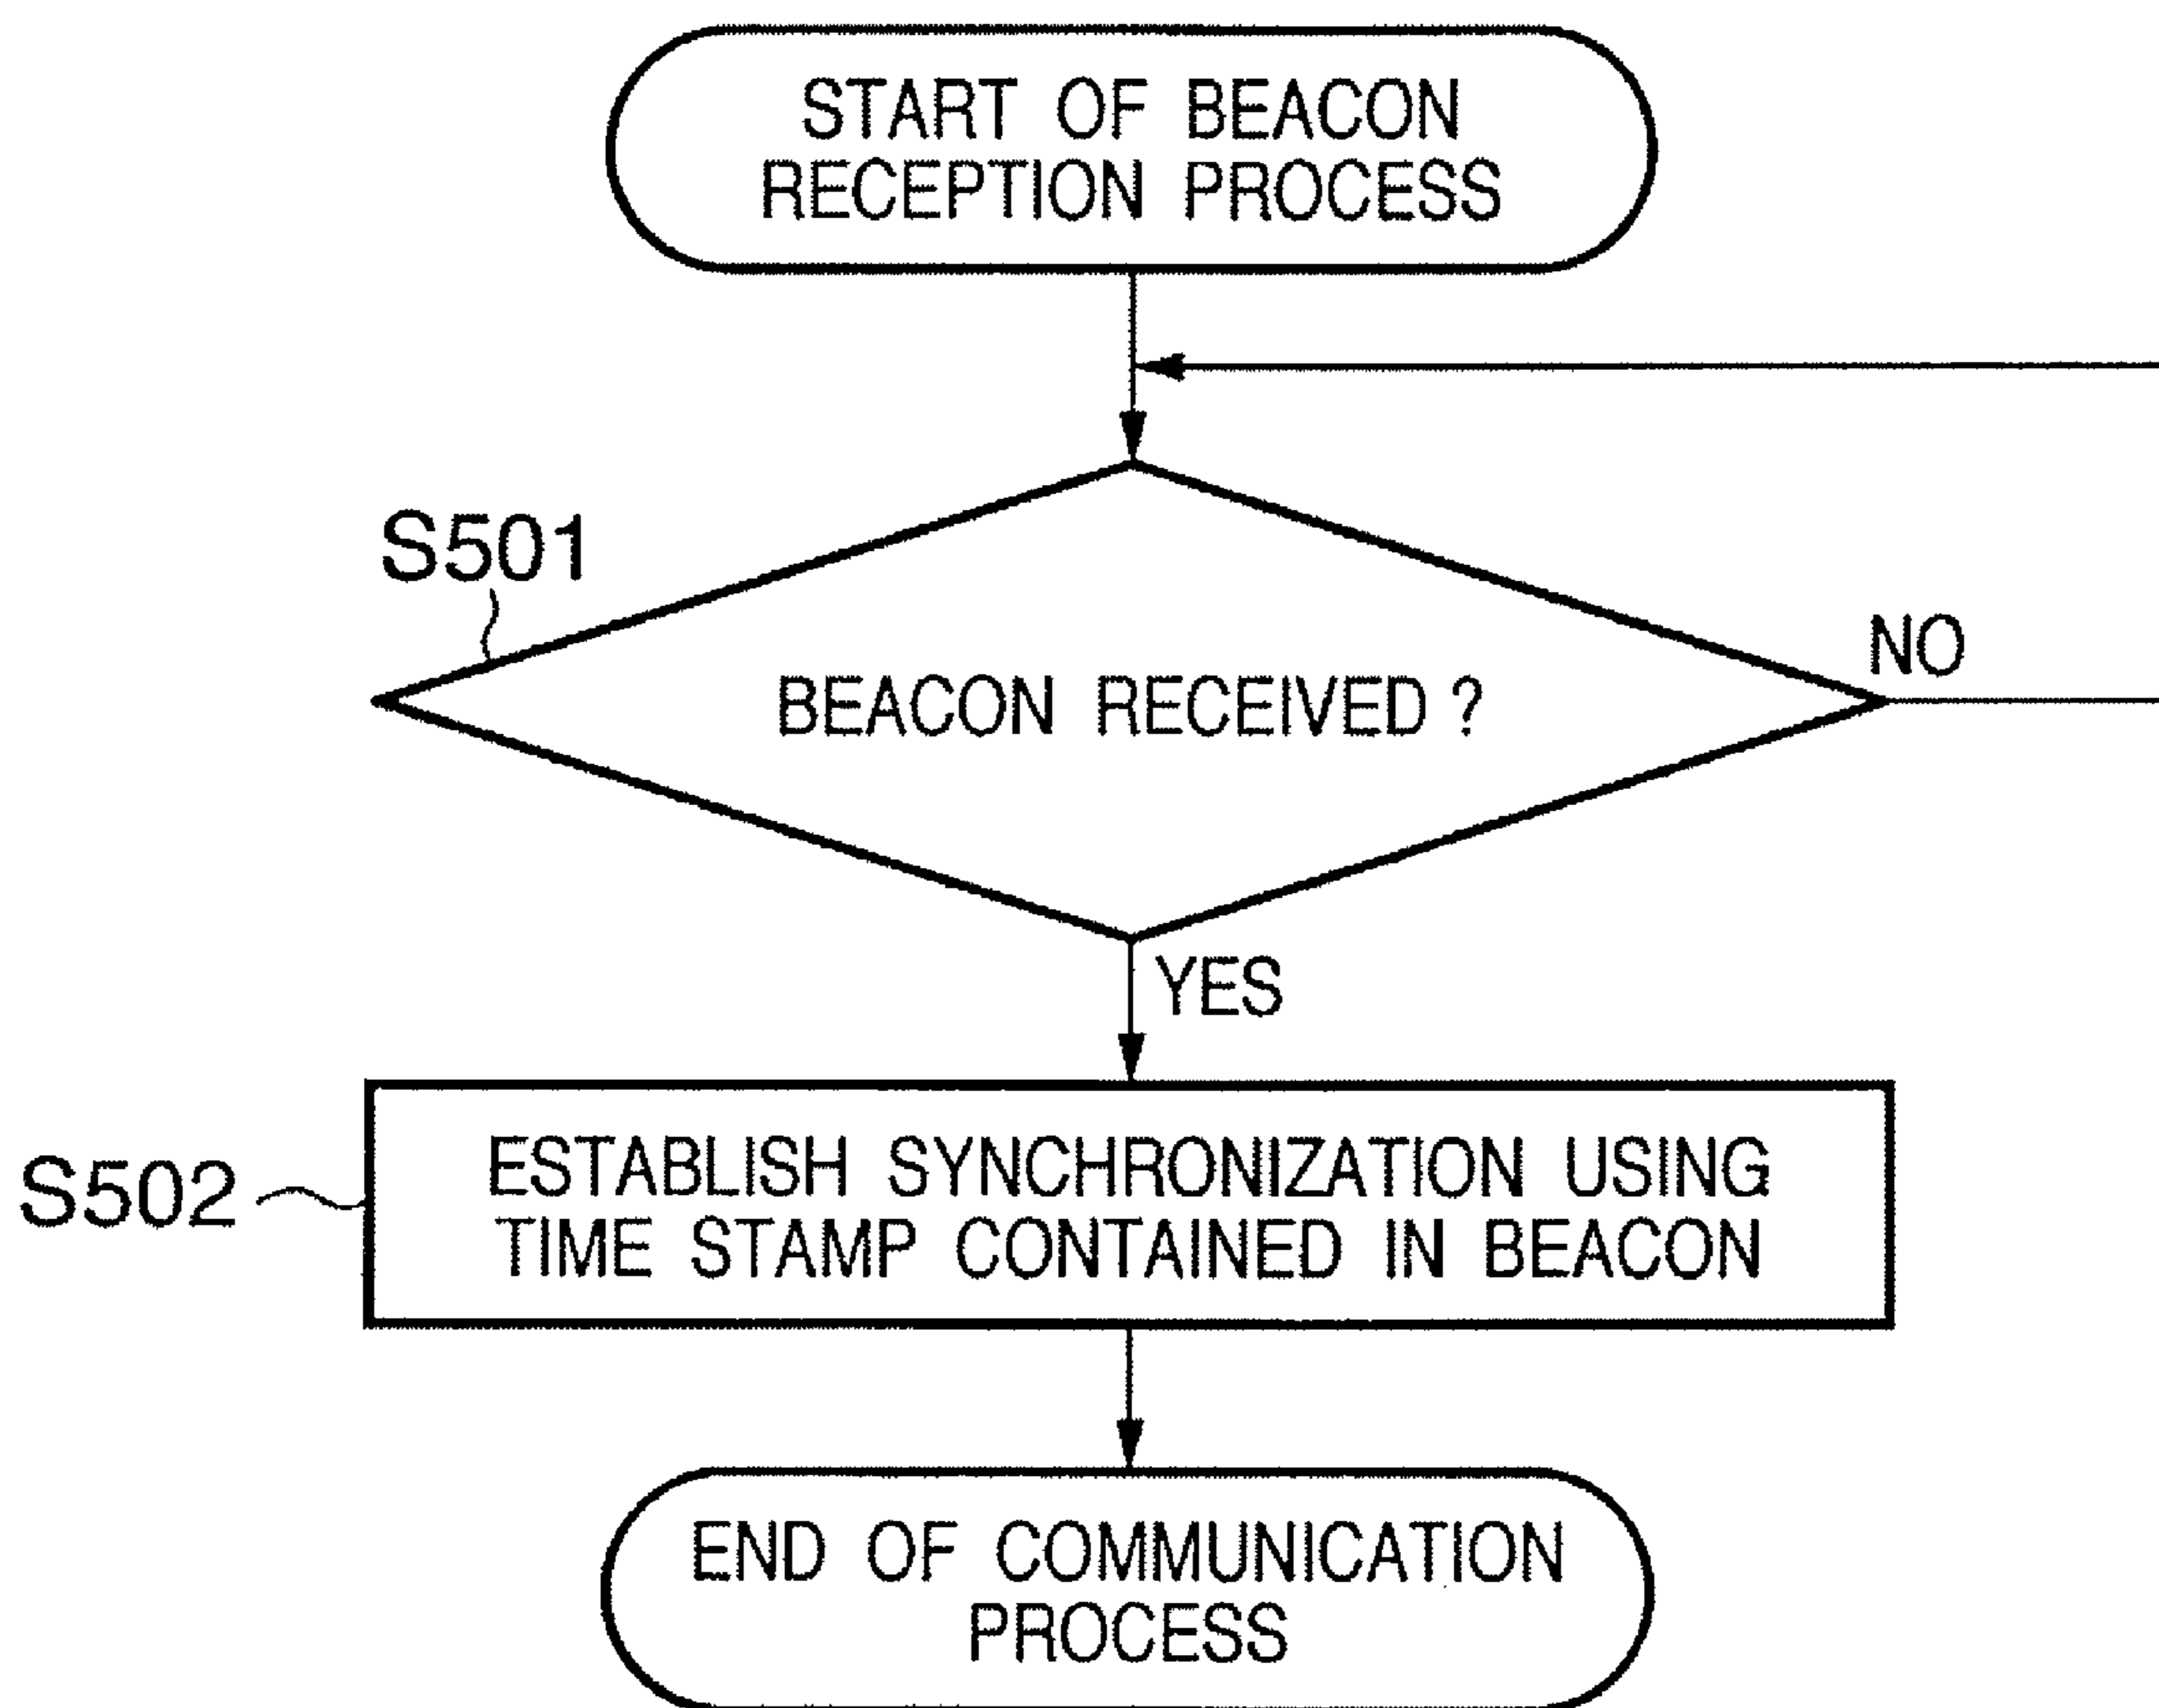 START OF BEACON
RECEPTION PROCESS
S501
NO
BEACON RECEIVED ?
YES
S502
ESTABLISH SYNCHRONIZATION USING
TIME STAMP CONTAINED IN BEACON
END OF COMMUNICATION
PROCESS